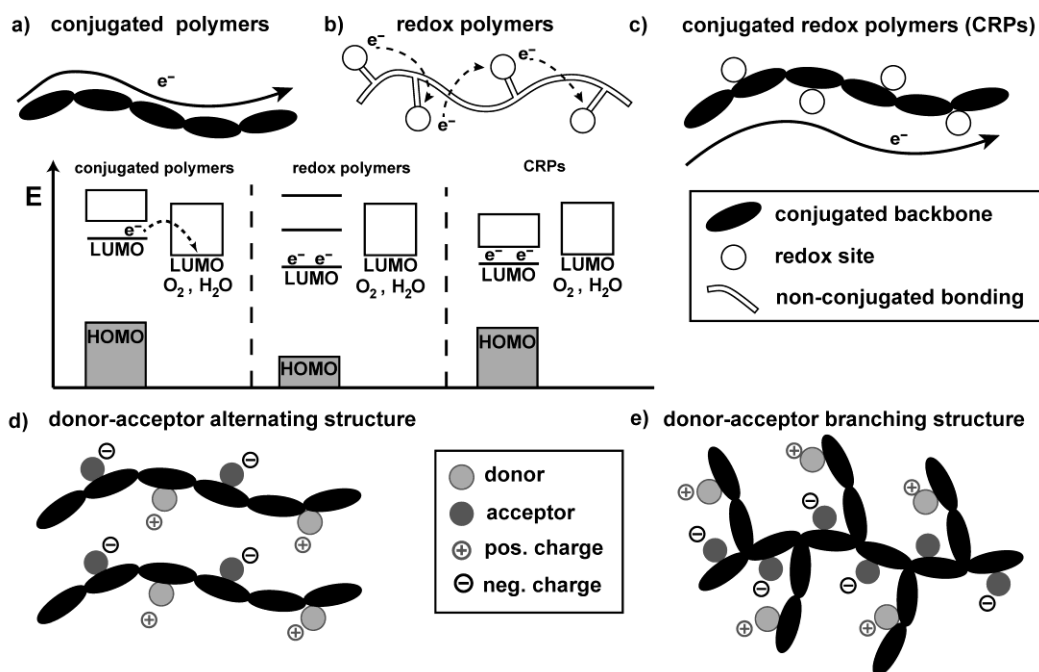 a) conjugated polymers
e⁻
b) redox polymers
e⁻
e⁻
e⁻
c) conjugated redox polymers (CRPs)
e⁻
E
conjugated polymers
e⁻
LUMO
LUMO
O₂ , H₂O
HOMO
redox polymers
e⁻ e⁻
LUMO
LUMO
O₂ , H₂O
HOMO
CRPs
e⁻ e⁻
LUMO
LUMO
O₂ , H₂O
HOMO
conjugated backbone
redox site
non-conjugated bonding
d) donor-acceptor alternating structure
donor
acceptor
pos. charge
neg. charge
e) donor-acceptor branching structure